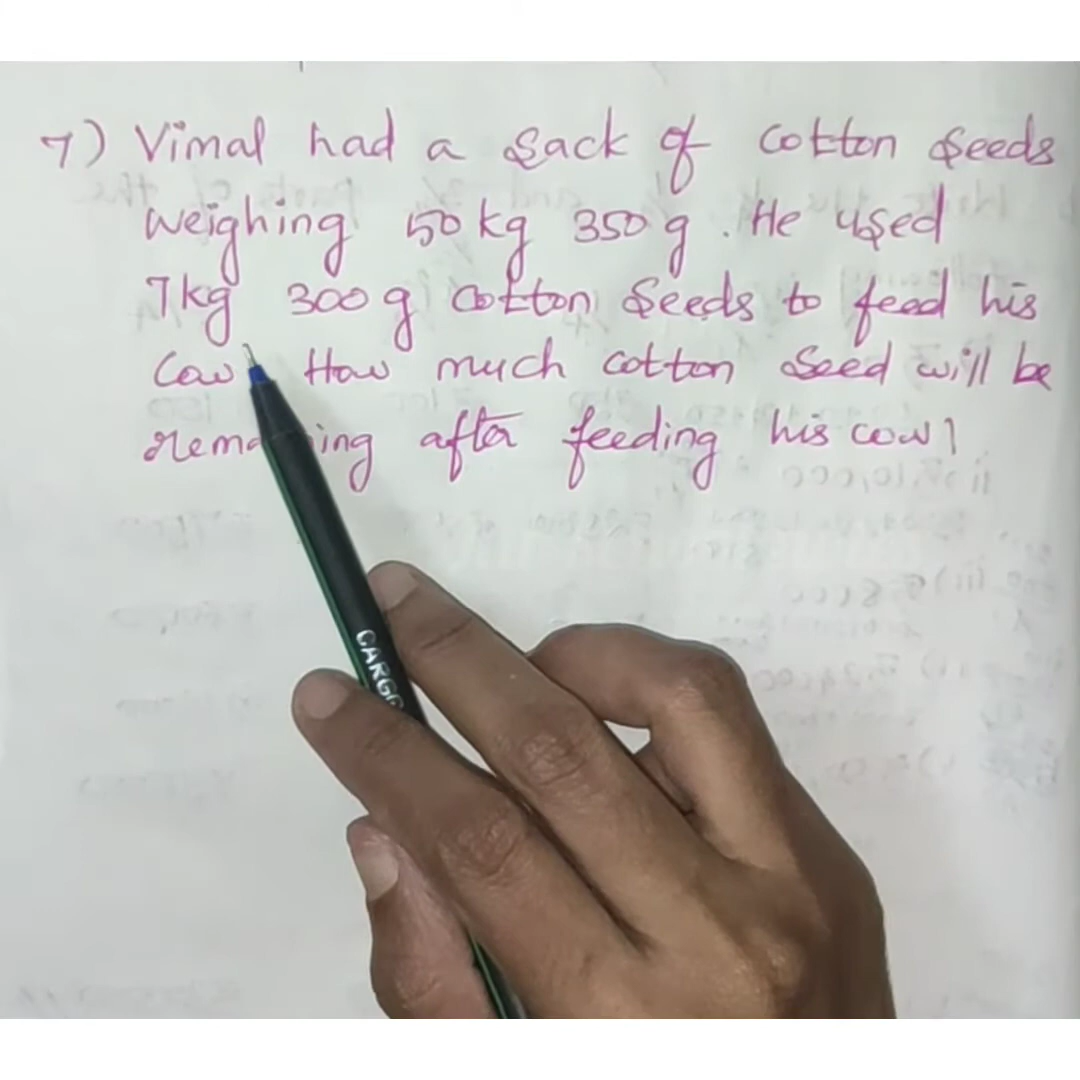 7) Vimal had a sack of cotton seeds
weighing 50 kg 350 g. He used
7kg 300 g cotton seeds to feed his
cow How much cotton seed will be
after feeding his cow?
CARGO